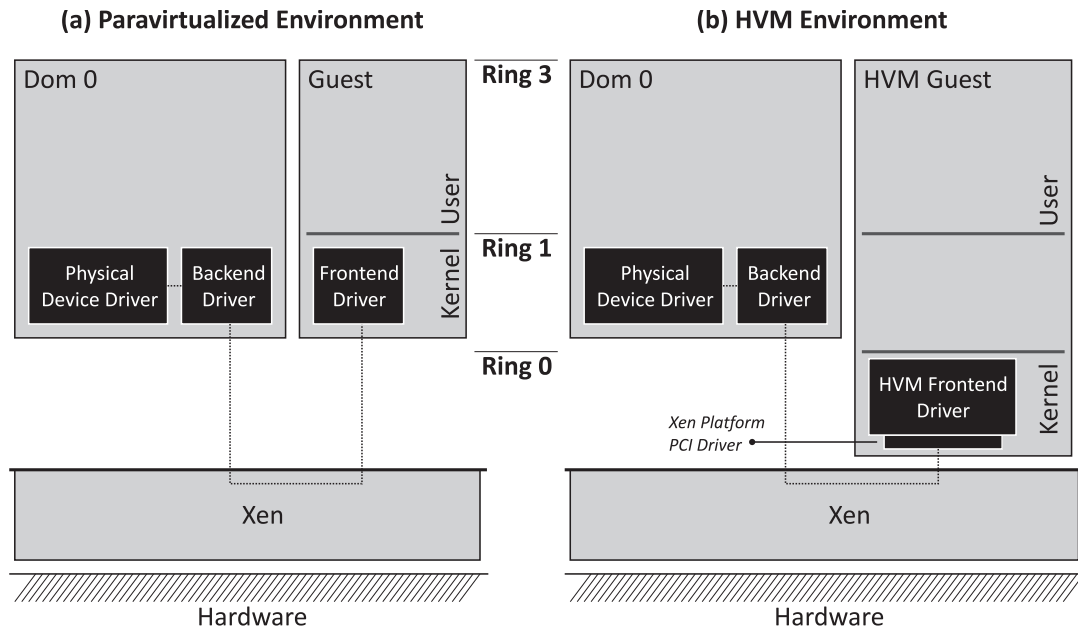 (a) Paravirtualized Environment
Dom 0
Guest
User
Kernel
Physical
Device Driver
Backend
Driver
Frontend
Driver
Xen
Hardware
Ring 3
Ring 1
Ring 0
(b) HVM Environment
Dom 0
HVM Guest
User
Kernel
Physical
Device Driver
Backend
Driver
HVM Frontend
Driver
Xen Platform
PCI Driver
Xen
Hardware